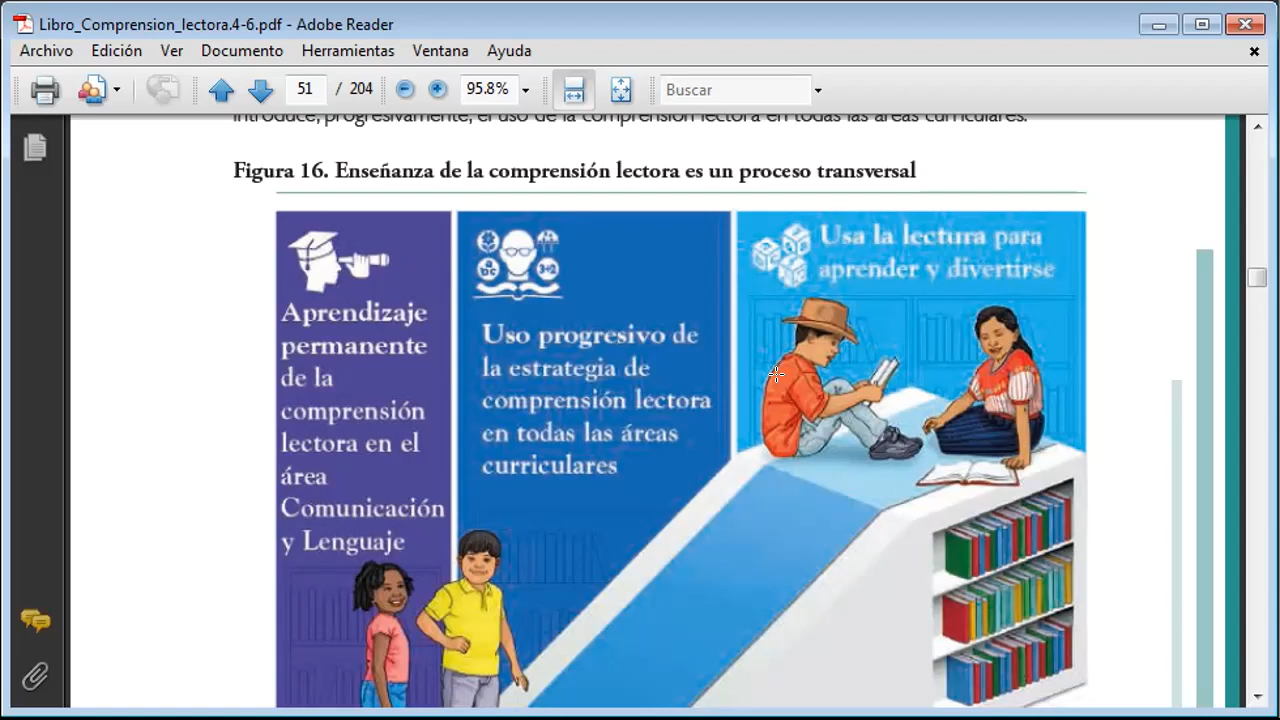 Libro_Comprension_lectora.4-6.pdf - Adobe Reader
Archivo Edición Ver Documento Herramientas Ventana Ayuda
51 / 204 95.8% Buscar
introduce, progresivamente, el uso de la comprensión lectora en todas las áreas curriculares.
Figura 16. Enseñanza de la comprensión lectora es un proceso transversal
Aprendizaje
permanente
de la
comprensión
lectora en el
área
Comunicación
y Lenguaje
abc
3+2
Uso progresivo de
la estrategia de
comprensión lectora
en todas las áreas
curriculares
Usa la lectura para
aprender y divertirse